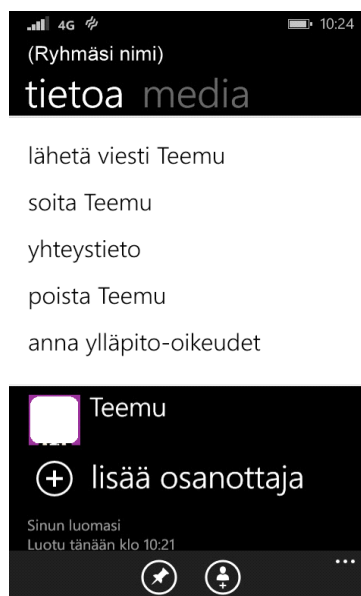 4G 10:24
(Ryhmäsi nimi)
tietoa media
lähetä viesti Teemu
soita Teemu
yhteystieto
poista Teemu
anna ylläpito-oikeudet
Teemu
lisää osanottaja
Sinun luomasi
Luotu tänään klo 10:21